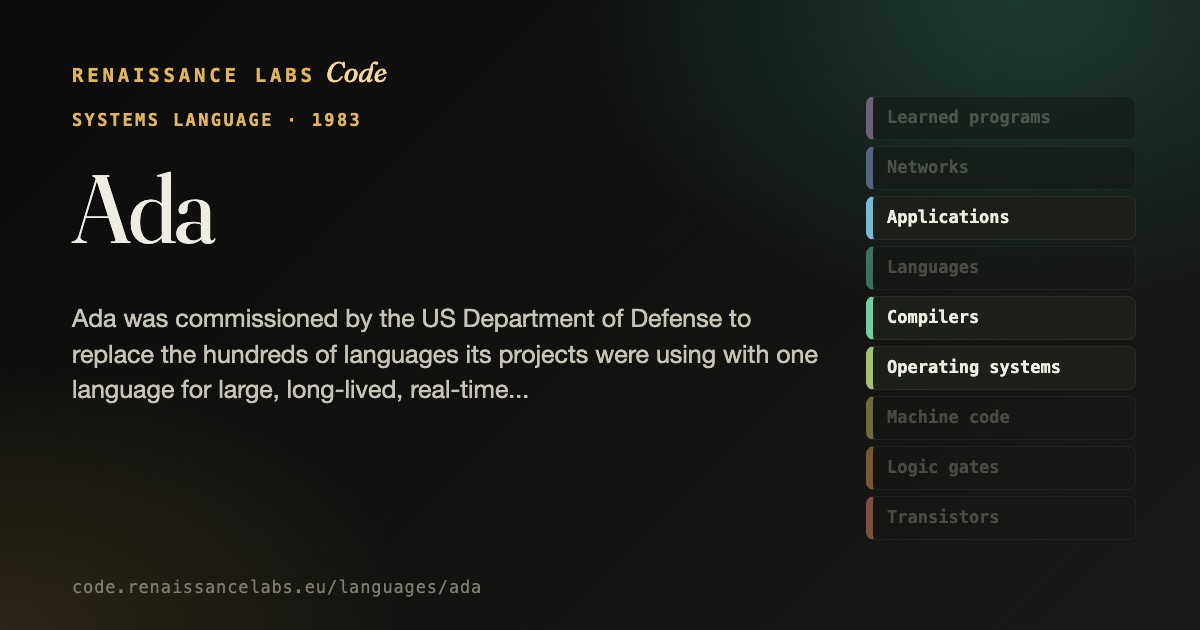 RENAISSANCE LABS Code
SYSTEMS LANGUAGE · 1983
Ada
Ada was commissioned by the US Department of Defense to
replace the hundreds of languages its projects were using with one
language for large, long-lived, real-time...
Learned programs
Networks
Applications
Languages
Compilers
Operating systems
Machine code
Logic gates
Transistors
code.renaissancelabs.eu/languages/ada